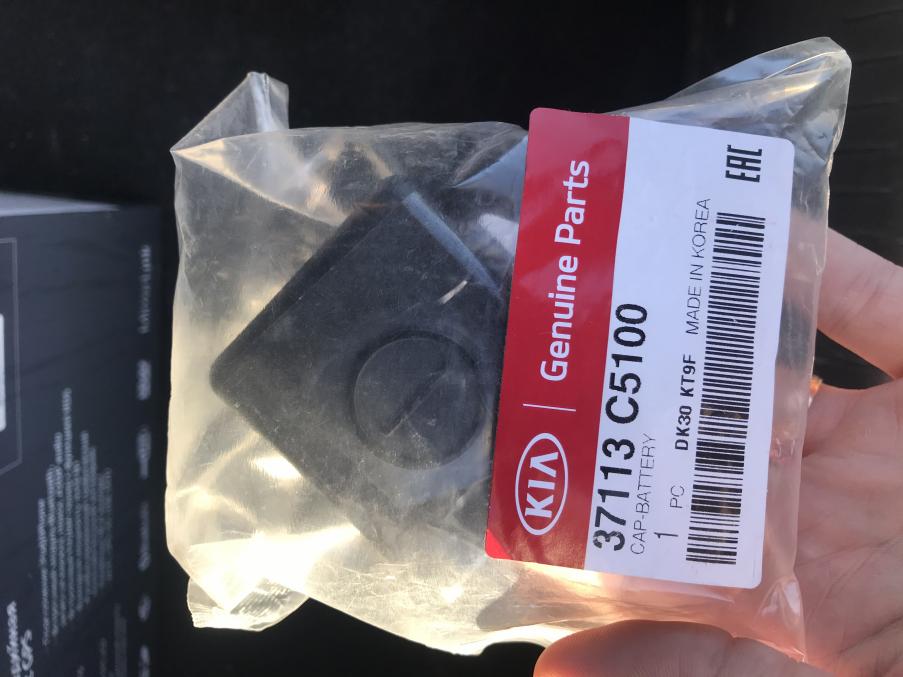 KIA | Genuine Parts
37113 C5100
CAP-BATTERY
1 PC DK30 KT9F MADE IN KOREA
EAC